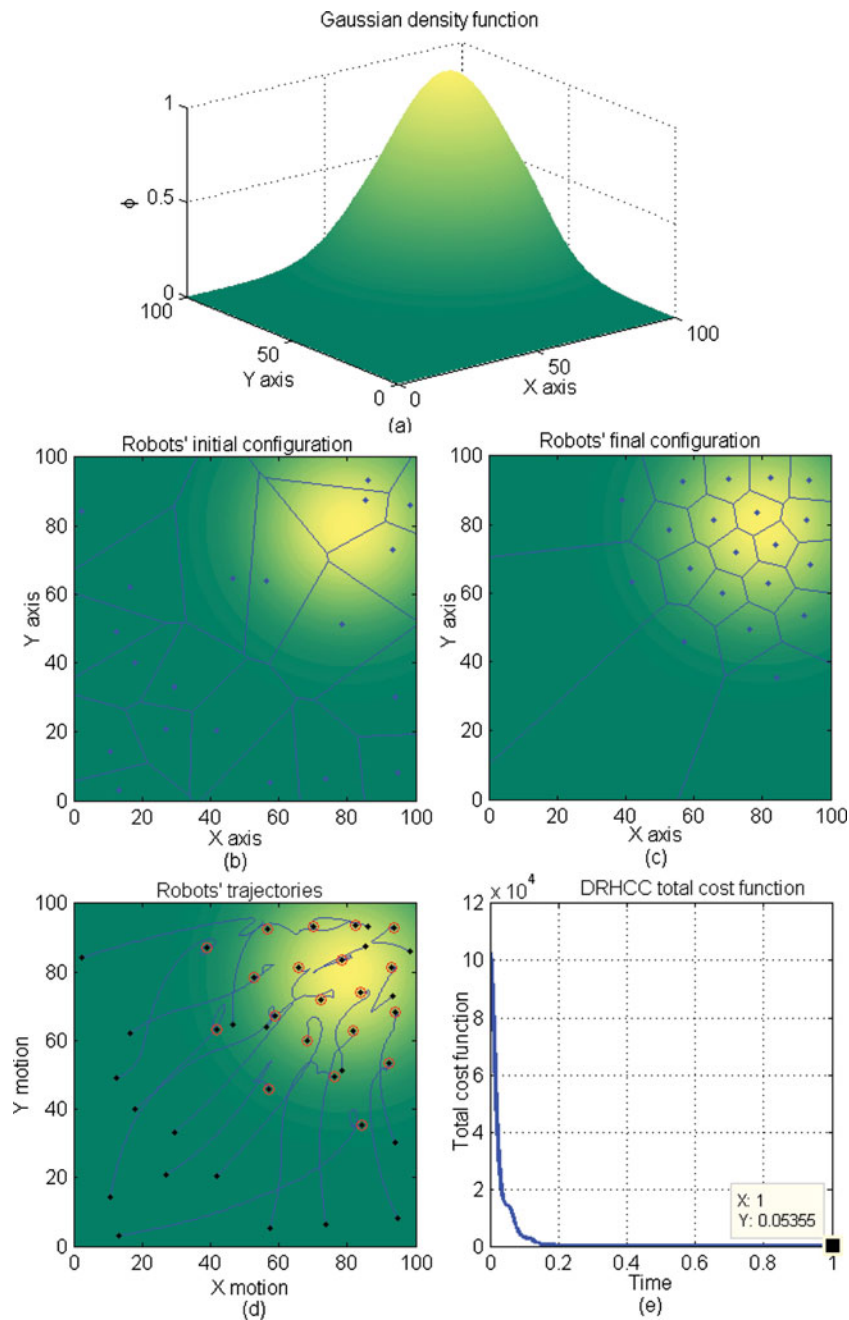 Gaussian density function
1
0.5
ϕ
0
100
50
Y axis
0
0
50
X axis
100
(a)
Robots' initial configuration
100
80
60
Y axis
40
20
0
0
20
40
60
80
100
X axis
(b)
Robots' final configuration
100
80
60
Y axis
40
20
0
0
20
40
60
80
100
X axis
(c)
Robots' trajectories
100
80
60
Y motion
40
20
0
0
20
40
60
80
100
X motion
(d)
x 10⁴
DRHCC total cost function
12
10
8
6
Total cost function
4
2
0
0
0.2
0.4
0.6
0.8
1
X: 1
Y: 0.05355
Time
(e)